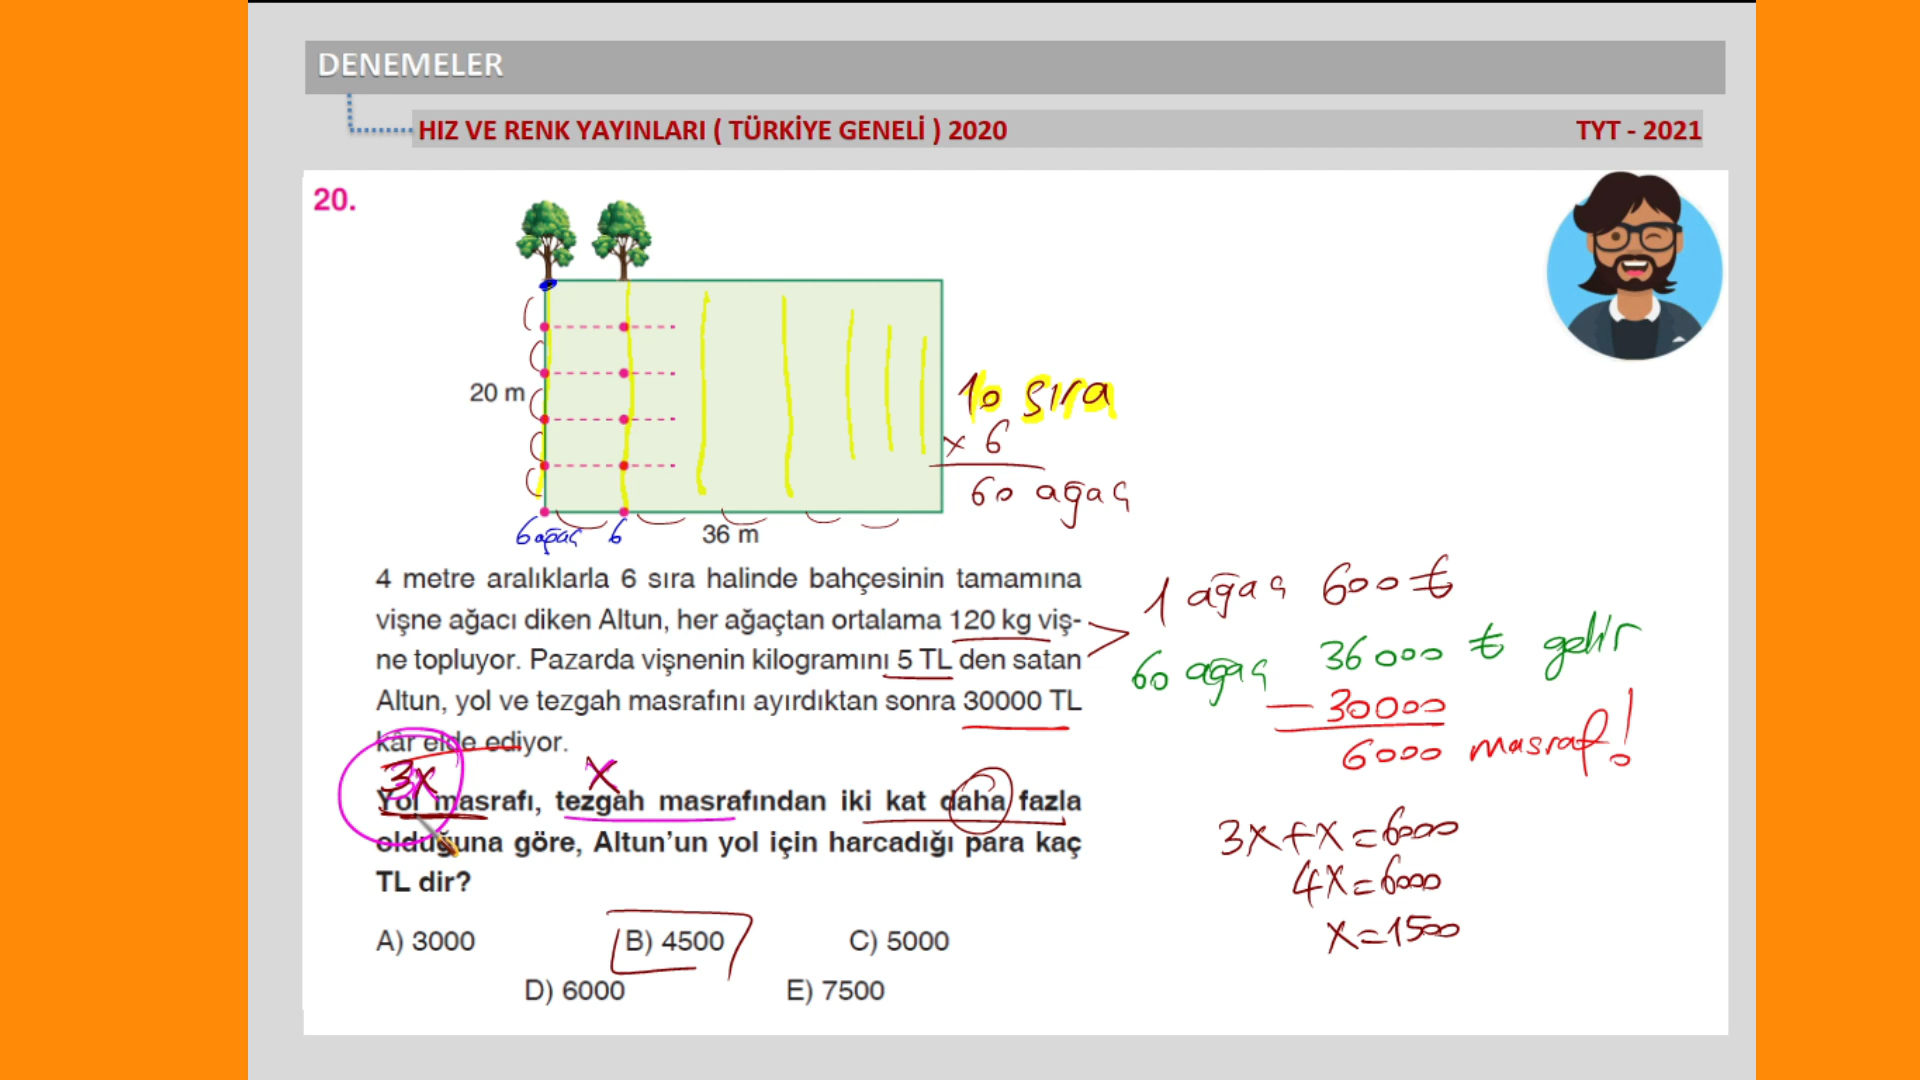 DENEMELER
HIZ VE RENK YAYINLARI ( TÜRKİYE GENELİ ) 2020 TYT - 2021
20.
20 m
10 sıra
x 6
60 ağaç
6 ağaç 6
36 m
4 metre aralıklarla 6 sıra halinde bahçesinin tamamına
vişne ağacı diken Altun, her ağaçtan ortalama 120 kg viş-
ne topluyor. Pazarda vişnenin kilogramını 5 TL den satan
Altun, yol ve tezgah masrafını ayırdıktan sonra 30000 TL
kâr elde ediyor.
3x x
Yol masrafı, tezgah masrafından iki kat daha fazla
olduğuna göre, Altun'un yol için harcadığı para kaç
TL dir?
A) 3000 B) 4500 C) 5000
D) 6000 E) 7500
1 ağaç 600 ₺
60 ağaç 36000 ₺ gelir
- 30000
6000 masraf!
3x+x=6000
4x=6000
x=1500